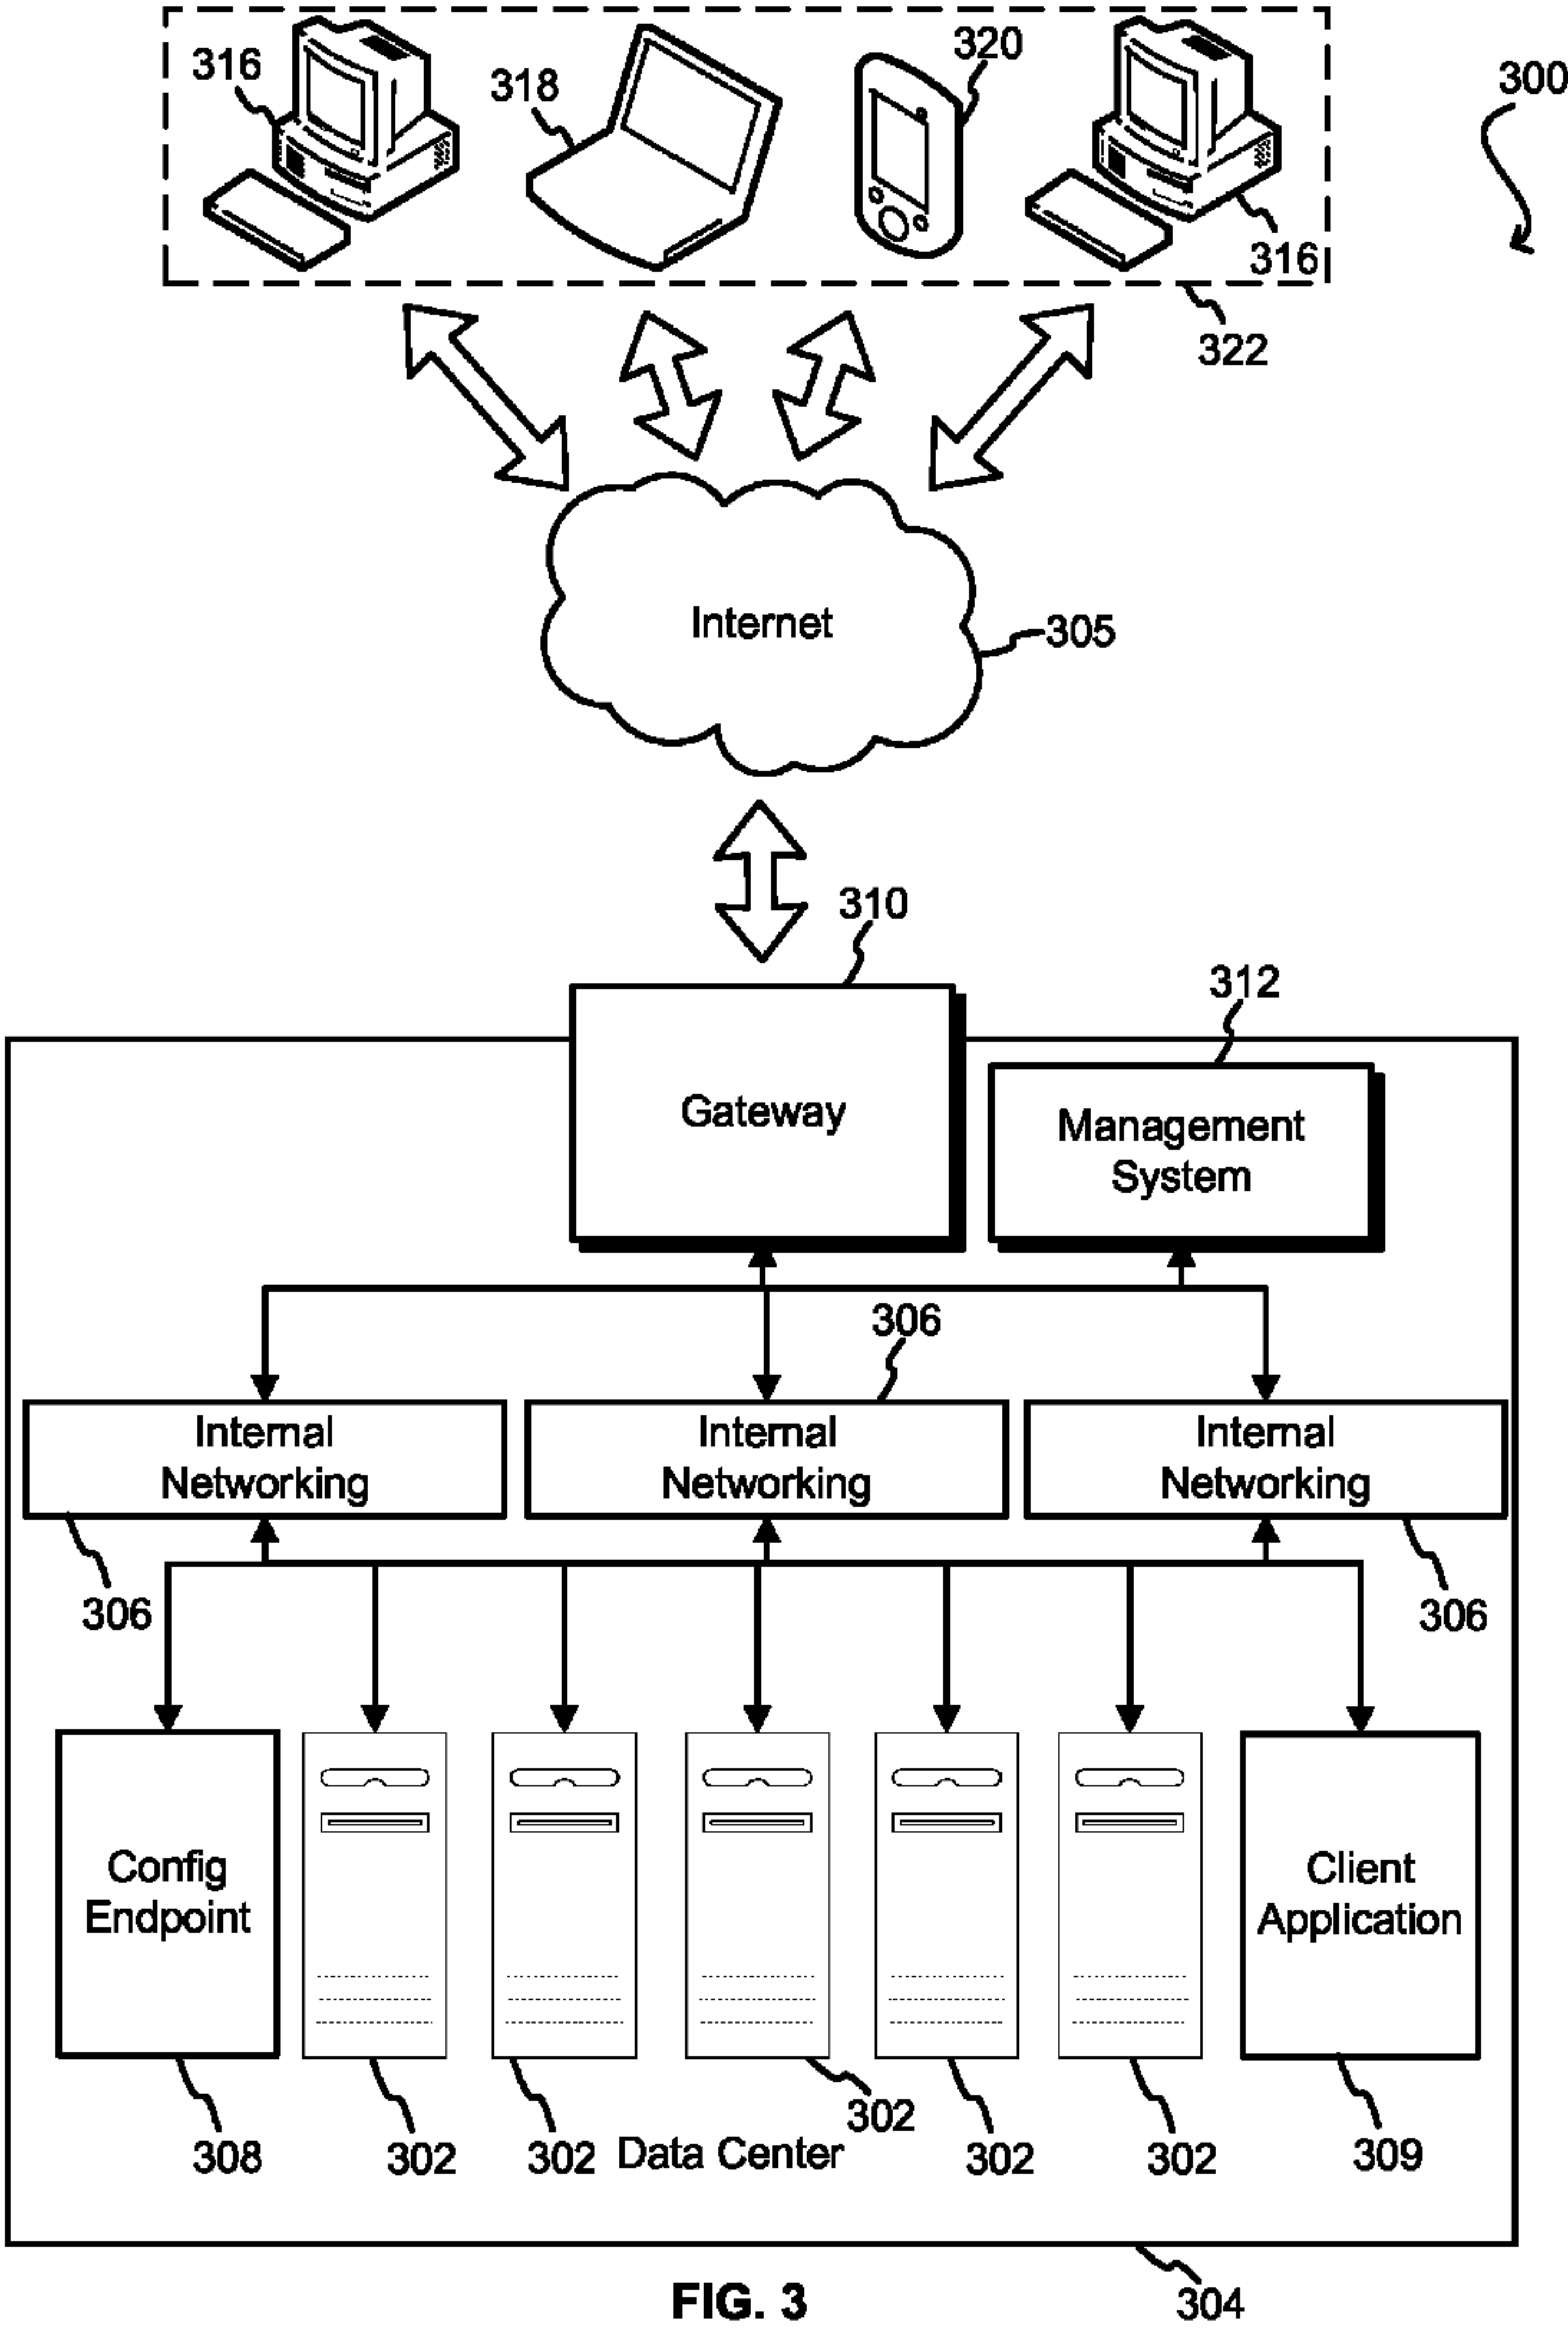 316
318
320
316
300
322
Internet
305
310
312
Gateway
Management
System
306
Internal
Networking
Internal
Networking
Internal
Networking
306
306
Config
Endpoint
Client
Application
308
302
302
Data Center
302
302
302
309
304
FIG. 3